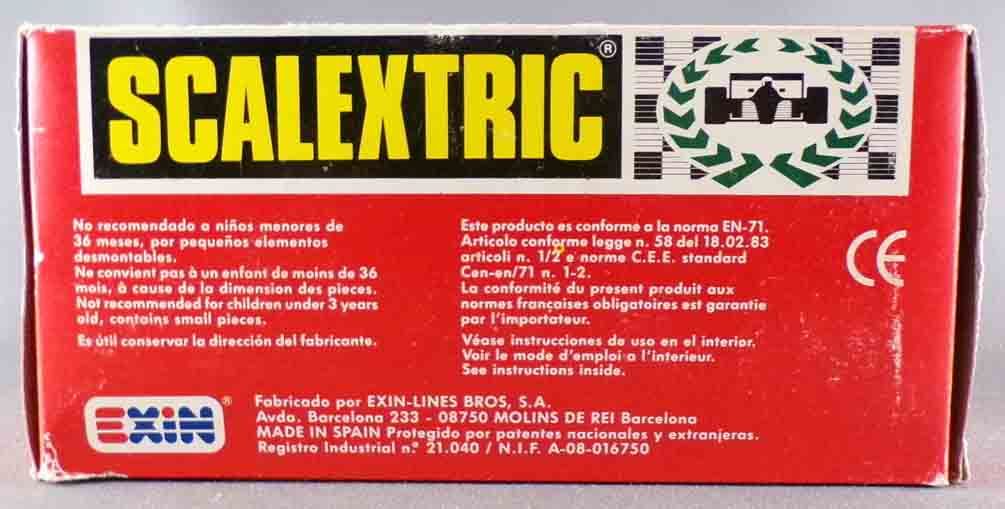 SCALEXTRIC®
No recomendado a niños menores de
36 meses, por pequeños elementos
desmontables.
Ne convient pas à un enfant de moins de 36
mois, à cause de la dimension des pieces.
Not recommended for children under 3 years
old, contains small pieces.
Es útil conservar la dirección del fabricante.
Este producto es conforme a la norma EN-71.
Articolo conforme legge n. 58 del 18.02.83
articoli n. 1/2 e norme C.E.E. standard
Cen-en/71 n. 1-2.
La conformité du present produit aux
normes françaises obligatoires est garantie
par l'importateur.
Véase instrucciones de uso en el interior.
Voir le mode d'emploi a l'interieur.
See instructions inside.
CE
EXIN®
Fabricado por EXIN-LINES BROS, S.A.
Avda. Barcelona 233 - 08750 MOLINS DE REI Barcelona
MADE IN SPAIN Protegido por patentes nacionales y extranjeras.
Registro Industrial n.º 21.040 / N.I.F. A-08-016750